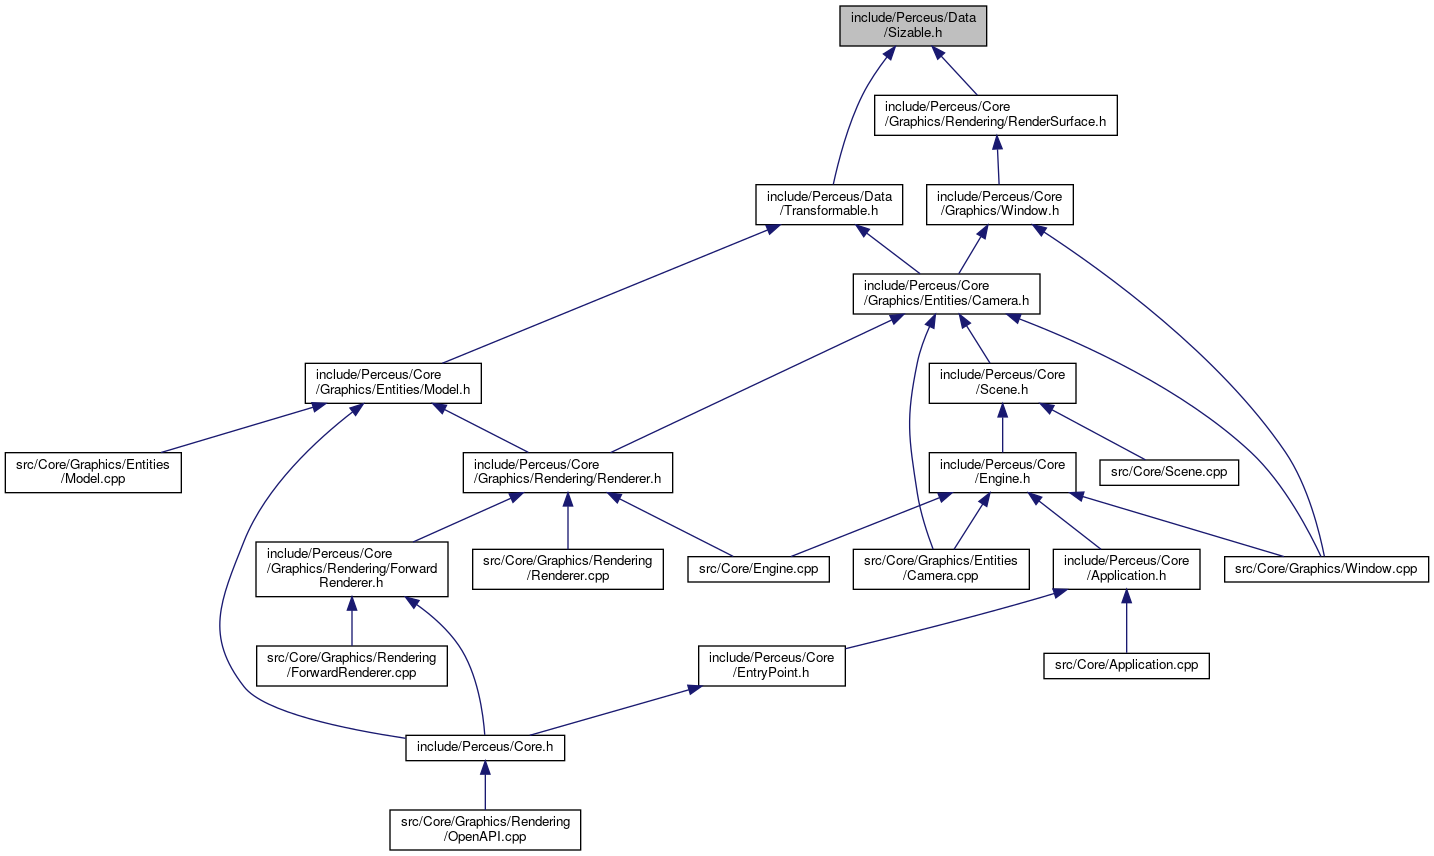 include/Perceus/Data
/Sizable.h
include/Perceus/Core
/Graphics/Rendering/RenderSurface.h
include/Perceus/Data
/Transformable.h
include/Perceus/Core
/Graphics/Window.h
include/Perceus/Core
/Graphics/Entities/Camera.h
include/Perceus/Core
/Graphics/Entities/Model.h
include/Perceus/Core
/Scene.h
src/Core/Graphics/Entities
/Model.cpp
include/Perceus/Core
/Graphics/Rendering/Renderer.h
include/Perceus/Core
/Engine.h
src/Core/Scene.cpp
include/Perceus/Core
/Graphics/Rendering/Forward
Renderer.h
src/Core/Graphics/Rendering
/Renderer.cpp
src/Core/Engine.cpp
src/Core/Graphics/Entities
/Camera.cpp
include/Perceus/Core
/Application.h
src/Core/Graphics/Window.cpp
src/Core/Graphics/Rendering
/ForwardRenderer.cpp
include/Perceus/Core
/EntryPoint.h
src/Core/Application.cpp
include/Perceus/Core.h
src/Core/Graphics/Rendering
/OpenAPI.cpp